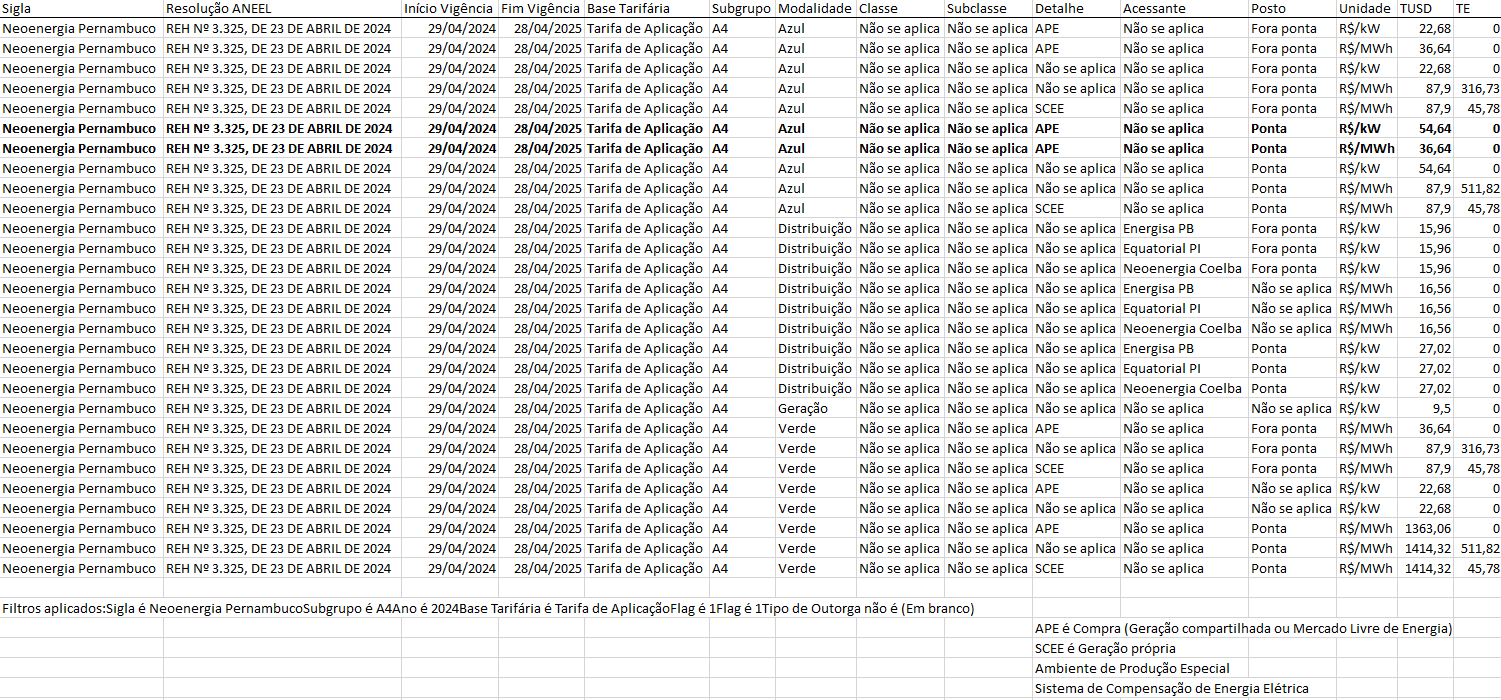 Sigla Resolução ANEEL Início Vigência Fim Vigência Base Tarifária Subgrupo Modalidade Classe Subclasse Detalhe Acessante Posto Unidade TUSD TE
Neoenergia Pernambuco REH Nº 3.325, DE 23 DE ABRIL DE 2024 29/04/2024 28/04/2025 Tarifa de Aplicação A4 Azul Não se aplica Não se aplica APE Não se aplica Fora ponta R$/kW 22,68 0
Neoenergia Pernambuco REH Nº 3.325, DE 23 DE ABRIL DE 2024 29/04/2024 28/04/2025 Tarifa de Aplicação A4 Azul Não se aplica Não se aplica APE Não se aplica Fora ponta R$/MWh 36,64 0
Neoenergia Pernambuco REH Nº 3.325, DE 23 DE ABRIL DE 2024 29/04/2024 28/04/2025 Tarifa de Aplicação A4 Azul Não se aplica Não se aplica Não se aplica Não se aplica Fora ponta R$/kW 22,68 0
Neoenergia Pernambuco REH Nº 3.325, DE 23 DE ABRIL DE 2024 29/04/2024 28/04/2025 Tarifa de Aplicação A4 Azul Não se aplica Não se aplica Não se aplica Não se aplica Fora ponta R$/MWh 87,9 316,73
Neoenergia Pernambuco REH Nº 3.325, DE 23 DE ABRIL DE 2024 29/04/2024 28/04/2025 Tarifa de Aplicação A4 Azul Não se aplica Não se aplica SCEE Não se aplica Fora ponta R$/MWh 87,9 45,78
Neoenergia Pernambuco REH Nº 3.325, DE 23 DE ABRIL DE 2024 29/04/2024 28/04/2025 Tarifa de Aplicação A4 Azul Não se aplica Não se aplica APE Não se aplica Ponta R$/kW 54,64 0
Neoenergia Pernambuco REH Nº 3.325, DE 23 DE ABRIL DE 2024 29/04/2024 28/04/2025 Tarifa de Aplicação A4 Azul Não se aplica Não se aplica APE Não se aplica Ponta R$/MWh 36,64 0
Neoenergia Pernambuco REH Nº 3.325, DE 23 DE ABRIL DE 2024 29/04/2024 28/04/2025 Tarifa de Aplicação A4 Azul Não se aplica Não se aplica Não se aplica Não se aplica Ponta R$/kW 54,64 0
Neoenergia Pernambuco REH Nº 3.325, DE 23 DE ABRIL DE 2024 29/04/2024 28/04/2025 Tarifa de Aplicação A4 Azul Não se aplica Não se aplica Não se aplica Não se aplica Ponta R$/MWh 87,9 511,82
Neoenergia Pernambuco REH Nº 3.325, DE 23 DE ABRIL DE 2024 29/04/2024 28/04/2025 Tarifa de Aplicação A4 Azul Não se aplica Não se aplica SCEE Não se aplica Ponta R$/MWh 87,9 45,78
Neoenergia Pernambuco REH Nº 3.325, DE 23 DE ABRIL DE 2024 29/04/2024 28/04/2025 Tarifa de Aplicação A4 Distribuição Não se aplica Não se aplica Não se aplica Energisa PB Fora ponta R$/kW 15,96 0
Neoenergia Pernambuco REH Nº 3.325, DE 23 DE ABRIL DE 2024 29/04/2024 28/04/2025 Tarifa de Aplicação A4 Distribuição Não se aplica Não se aplica Não se aplica Equatorial PI Fora ponta R$/kW 15,96 0
Neoenergia Pernambuco REH Nº 3.325, DE 23 DE ABRIL DE 2024 29/04/2024 28/04/2025 Tarifa de Aplicação A4 Distribuição Não se aplica Não se aplica Não se aplica Neoenergia Coelba Fora ponta R$/kW 15,96 0
Neoenergia Pernambuco REH Nº 3.325, DE 23 DE ABRIL DE 2024 29/04/2024 28/04/2025 Tarifa de Aplicação A4 Distribuição Não se aplica Não se aplica Não se aplica Energisa PB Não se aplica R$/MWh 16,56 0
Neoenergia Pernambuco REH Nº 3.325, DE 23 DE ABRIL DE 2024 29/04/2024 28/04/2025 Tarifa de Aplicação A4 Distribuição Não se aplica Não se aplica Não se aplica Equatorial PI Não se aplica R$/MWh 16,56 0
Neoenergia Pernambuco REH Nº 3.325, DE 23 DE ABRIL DE 2024 29/04/2024 28/04/2025 Tarifa de Aplicação A4 Distribuição Não se aplica Não se aplica Não se aplica Neoenergia Coelba Não se aplica R$/MWh 16,56 0
Neoenergia Pernambuco REH Nº 3.325, DE 23 DE ABRIL DE 2024 29/04/2024 28/04/2025 Tarifa de Aplicação A4 Distribuição Não se aplica Não se aplica Não se aplica Energisa PB Ponta R$/kW 27,02 0
Neoenergia Pernambuco REH Nº 3.325, DE 23 DE ABRIL DE 2024 29/04/2024 28/04/2025 Tarifa de Aplicação A4 Distribuição Não se aplica Não se aplica Não se aplica Equatorial PI Ponta R$/kW 27,02 0
Neoenergia Pernambuco REH Nº 3.325, DE 23 DE ABRIL DE 2024 29/04/2024 28/04/2025 Tarifa de Aplicação A4 Distribuição Não se aplica Não se aplica Não se aplica Neoenergia Coelba Ponta R$/kW 27,02 0
Neoenergia Pernambuco REH Nº 3.325, DE 23 DE ABRIL DE 2024 29/04/2024 28/04/2025 Tarifa de Aplicação A4 Geração Não se aplica Não se aplica Não se aplica Não se aplica Não se aplica R$/kW 9,5 0
Neoenergia Pernambuco REH Nº 3.325, DE 23 DE ABRIL DE 2024 29/04/2024 28/04/2025 Tarifa de Aplicação A4 Verde Não se aplica Não se aplica APE Não se aplica Fora ponta R$/MWh 36,64 0
Neoenergia Pernambuco REH Nº 3.325, DE 23 DE ABRIL DE 2024 29/04/2024 28/04/2025 Tarifa de Aplicação A4 Verde Não se aplica Não se aplica Não se aplica Não se aplica Fora ponta R$/MWh 87,9 316,73
Neoenergia Pernambuco REH Nº 3.325, DE 23 DE ABRIL DE 2024 29/04/2024 28/04/2025 Tarifa de Aplicação A4 Verde Não se aplica Não se aplica SCEE Não se aplica Fora ponta R$/MWh 87,9 45,78
Neoenergia Pernambuco REH Nº 3.325, DE 23 DE ABRIL DE 2024 29/04/2024 28/04/2025 Tarifa de Aplicação A4 Verde Não se aplica Não se aplica APE Não se aplica Não se aplica R$/kW 22,68 0
Neoenergia Pernambuco REH Nº 3.325, DE 23 DE ABRIL DE 2024 29/04/2024 28/04/2025 Tarifa de Aplicação A4 Verde Não se aplica Não se aplica Não se aplica Não se aplica Não se aplica R$/kW 22,68 0
Neoenergia Pernambuco REH Nº 3.325, DE 23 DE ABRIL DE 2024 29/04/2024 28/04/2025 Tarifa de Aplicação A4 Verde Não se aplica Não se aplica APE Não se aplica Ponta R$/MWh 1363,06 0
Neoenergia Pernambuco REH Nº 3.325, DE 23 DE ABRIL DE 2024 29/04/2024 28/04/2025 Tarifa de Aplicação A4 Verde Não se aplica Não se aplica Não se aplica Não se aplica Ponta R$/MWh 1414,32 511,82
Neoenergia Pernambuco REH Nº 3.325, DE 23 DE ABRIL DE 2024 29/04/2024 28/04/2025 Tarifa de Aplicação A4 Verde Não se aplica Não se aplica SCEE Não se aplica Ponta R$/MWh 1414,32 45,78
Filtros aplicados:Sigla é Neoenergia PernambucoSubgrupo é A4Ano é 2024Base Tarifária é Tarifa de AplicaçãoFlag é 1Flag é 1Tipo de Outorga não é (Em branco)
APE é Compra (Geração compartilhada ou Mercado Livre de Energia)
SCEE é Geração própria
Ambiente de Produção Especial
Sistema de Compensação de Energia Elétrica